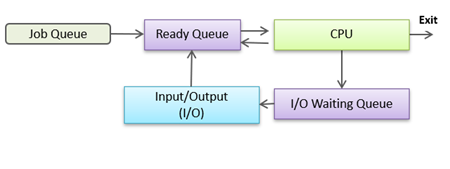 Exit
Job Queue
Ready Queue
CPU
Input/Output
(I/O)
I/O Waiting Queue